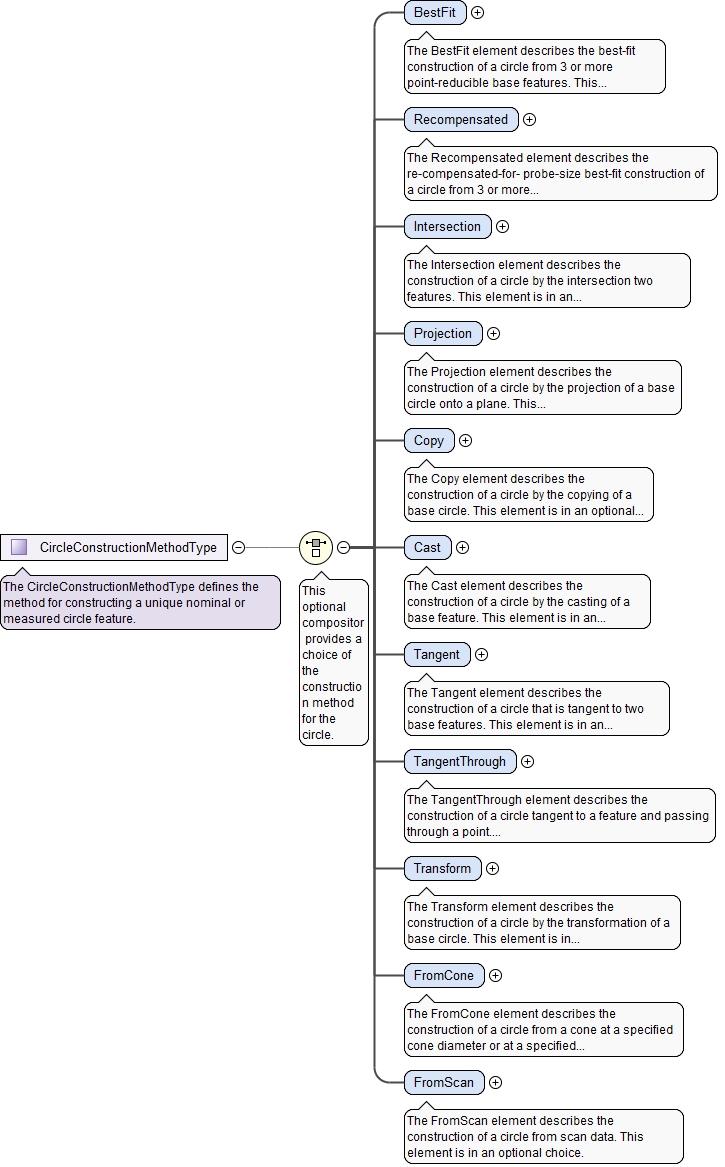 BestFit
The BestFit element describes the best-fit
construction of a circle from 3 or more
point-reducible base features. This...
Recompensated
The Recompensated element describes the
re-compensated-for- probe-size best-fit construction of
a circle from 3 or more...
Intersection
The Intersection element describes the
construction of a circle by the intersection two
features. This element is in an...
Projection
The Projection element describes the
construction of a circle by the projection of a base
circle onto a plane. This...
Copy
The Copy element describes the
construction of a circle by the copying of a
base circle. This element is in an optional...
CircleConstructionMethodType
The CircleConstructionMethodType defines the
method for constructing a unique nominal or
measured circle feature.
This
optional
compositor
provides a
choice of
the
constructio
n method
for the
circle.
Cast
The Cast element describes the
construction of a circle by the casting of a
base feature. This element is in an...
Tangent
The Tangent element describes the
construction of a circle that is tangent to two
base features. This element is in an...
TangentThrough
The TangentThrough element describes the
construction of a circle tangent to a feature and passing
through a point....
Transform
The Transform element describes the
construction of a circle by the transformation of a
base circle. This element is in...
FromCone
The FromCone element describes the
construction of a circle from a cone at a specified
cone diameter or at a specified...
FromScan
The FromScan element describes the
construction of a circle from scan data. This
element is in an optional choice.